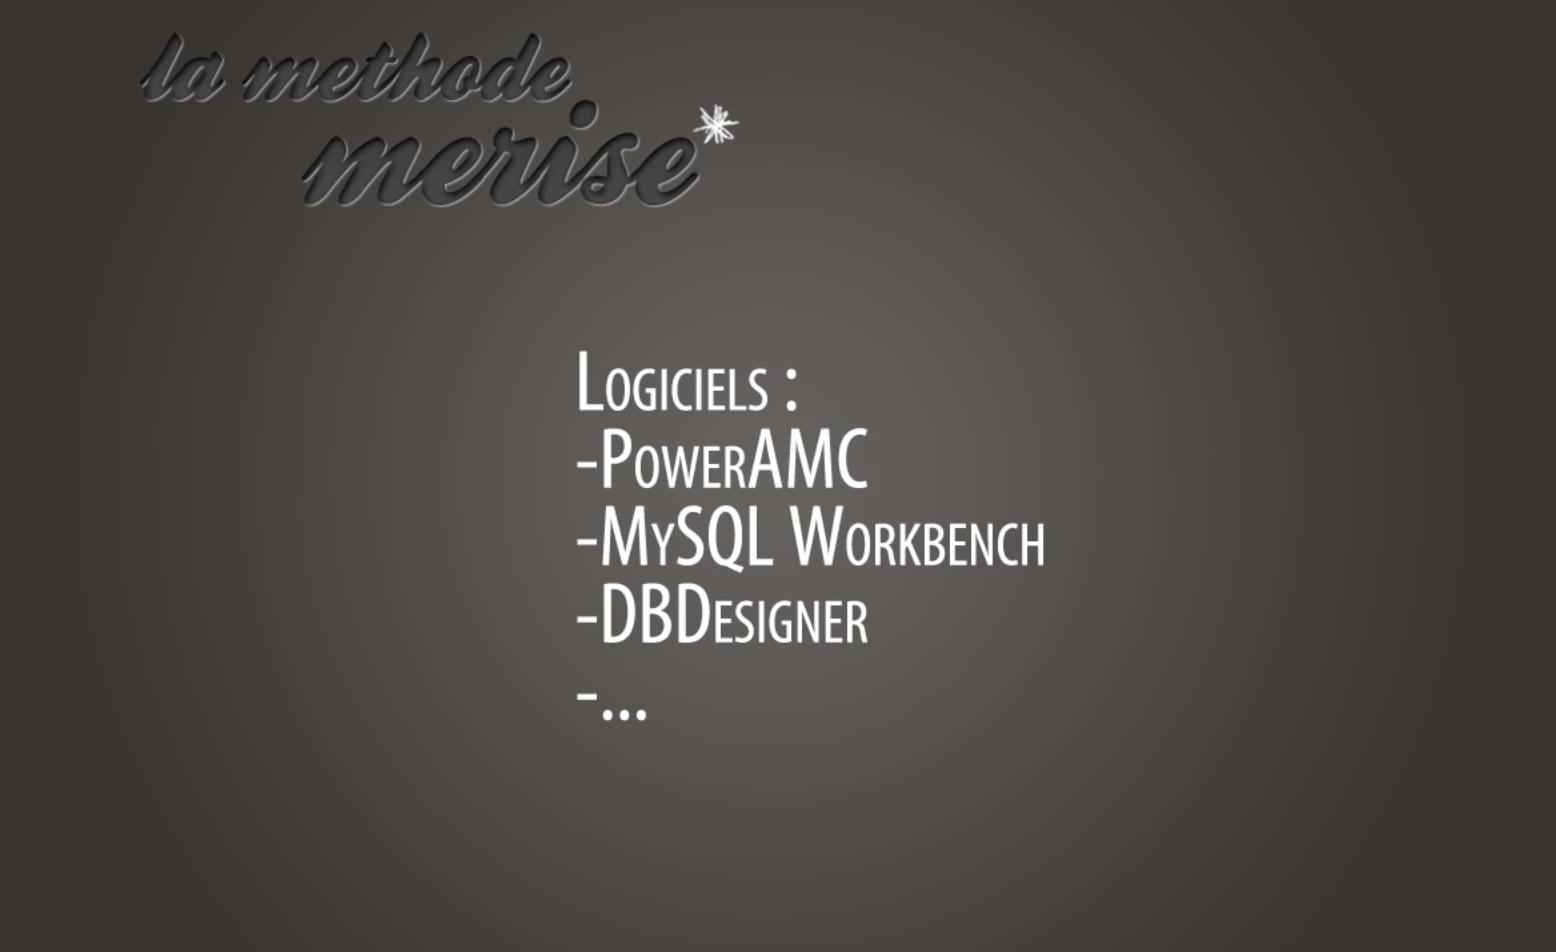 la methode
merise*
Logiciels :
-PowerAMC
-MySQL Workbench
-DBDesigner
-...